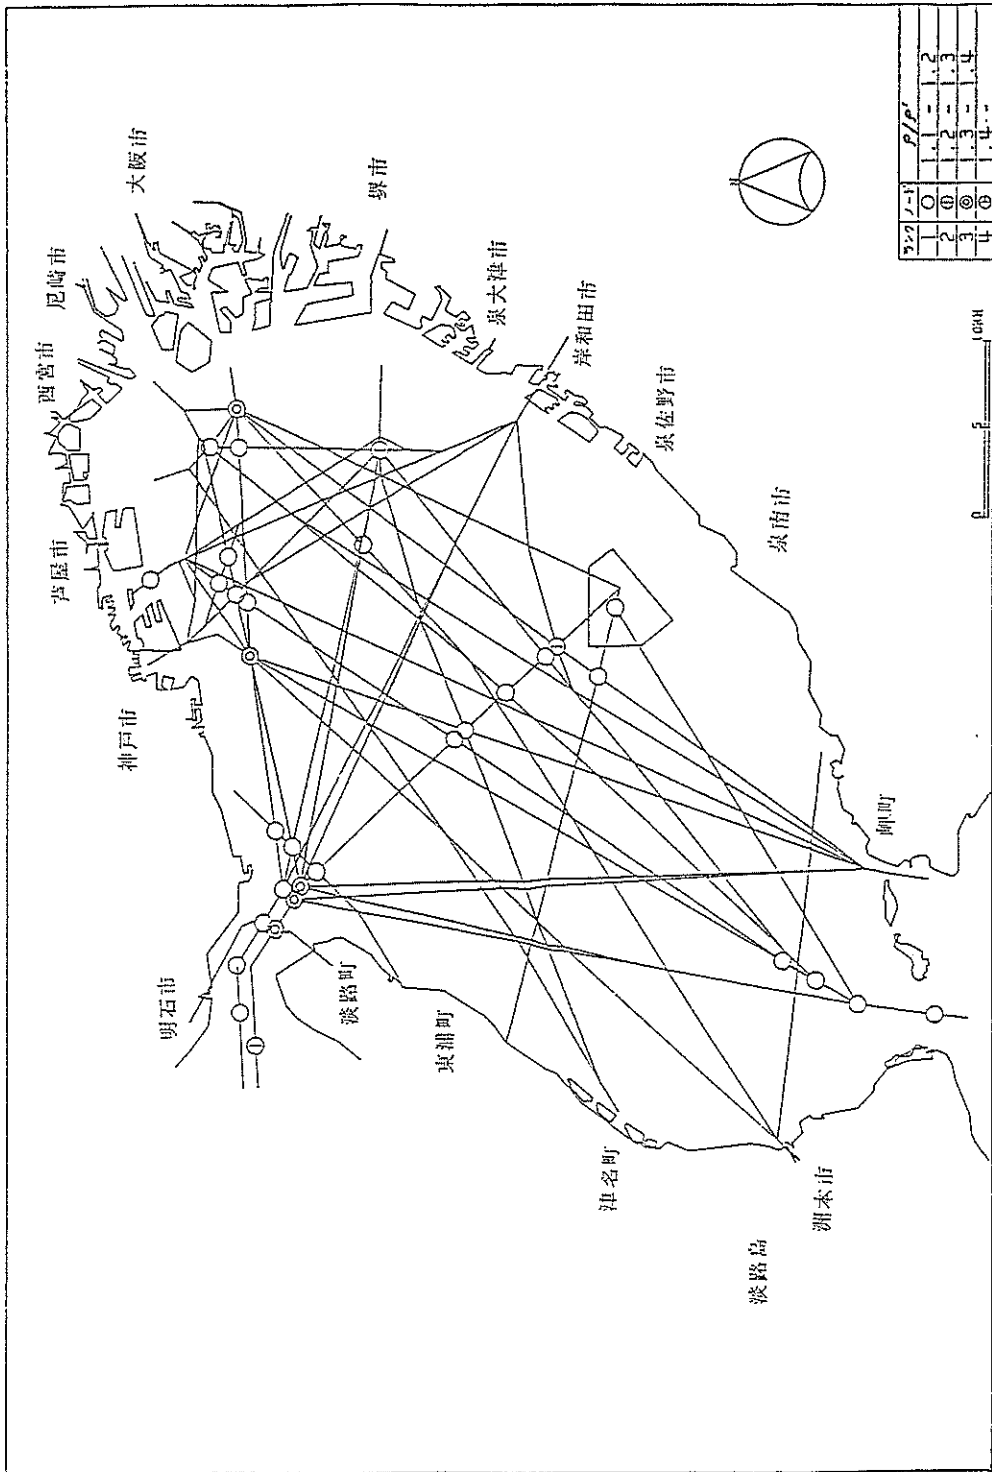 尼崎市
大阪市
西宮市
芦屋市
堺市
神戸市
泉大津市
岸和田市
泉佐野市
明石市
淡路町
泉南市
東浦町
岬町
津名町
洲本市
淡路島
N
ランク ノード ρ/ρ'
1 1.1 - 1.2
2 1.2 - 1.3
3 1.3 - 1.4
4 1.4 -
0